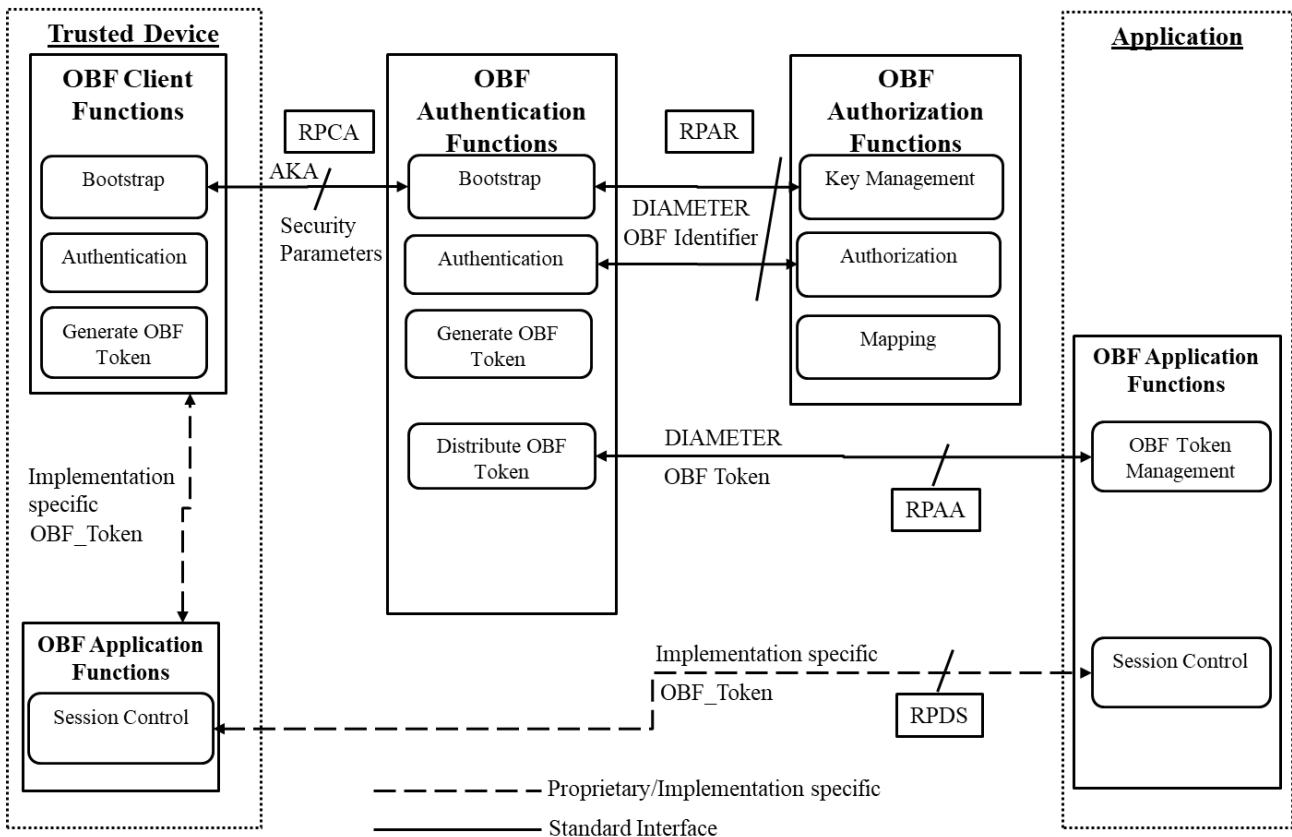 Trusted Device
OBF Client
Functions
Bootstrap
Authentication
Generate OBF
Token
Implementation
specific
OBF_Token
OBF Application
Functions
Session Control
RPCA
AKA
Security
Parameters
OBF
Authentication
Functions
Bootstrap
Authentication
Generate OBF
Token
Distribute OBF
Token
RPAR
DIAMETER
OBF Identifier
OBF
Authorization
Functions
Key Management
Authorization
Mapping
DIAMETER
OBF Token
RPAA
Application
OBF Application
Functions
OBF Token
Management
Session Control
Implementation specific
OBF_Token
RPDS
Proprietary/Implementation specific
Standard Interface